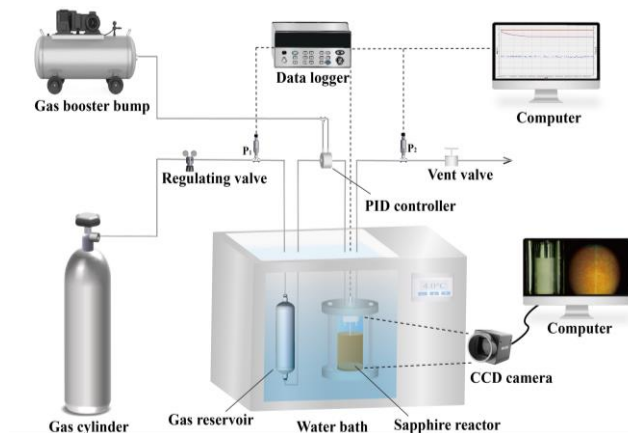 Data logger
Gas booster bump
Computer
P1
P2
Regulating valve
Vent valve
PID controller
Computer
CCD camera
Gas reservoir
Water bath
Sapphire reactor
Gas cylinder